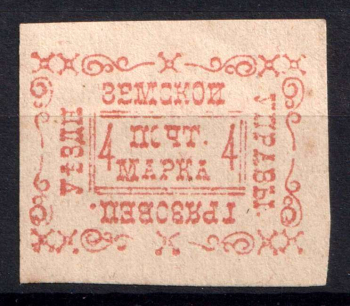 ГРЯЗОВЕЦ.
УѢЗДН
ЗЕМСКОЙ
УПРАВЫ.
4 ПОЧТ. 4
МАРКА